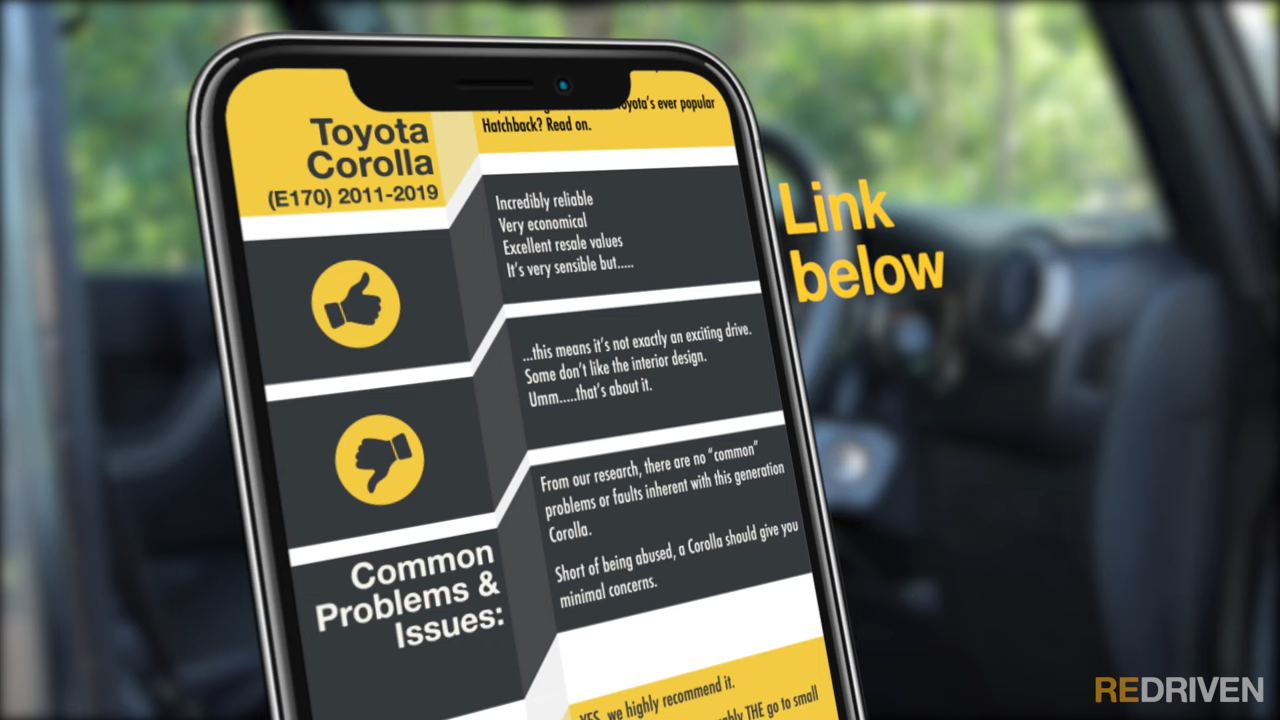 Toyota
Corolla
(E170) 2011-2019
Toyota's ever popular
Hatchback? Read on.
Incredibly reliable
Very economical
Excellent resale values
It's very sensible but.....
...this means it's not exactly an exciting drive.
Some don't like the interior design.
Umm.....that's about it.
Common
Problems &
Issues:
From our research, there are no "common"
problems or faults inherent with this generation
Corolla.
Short of being abused, a Corolla should give you
minimal concerns.
YES, we highly recommend it.
THE go to small
Link
below
REDRIVEN